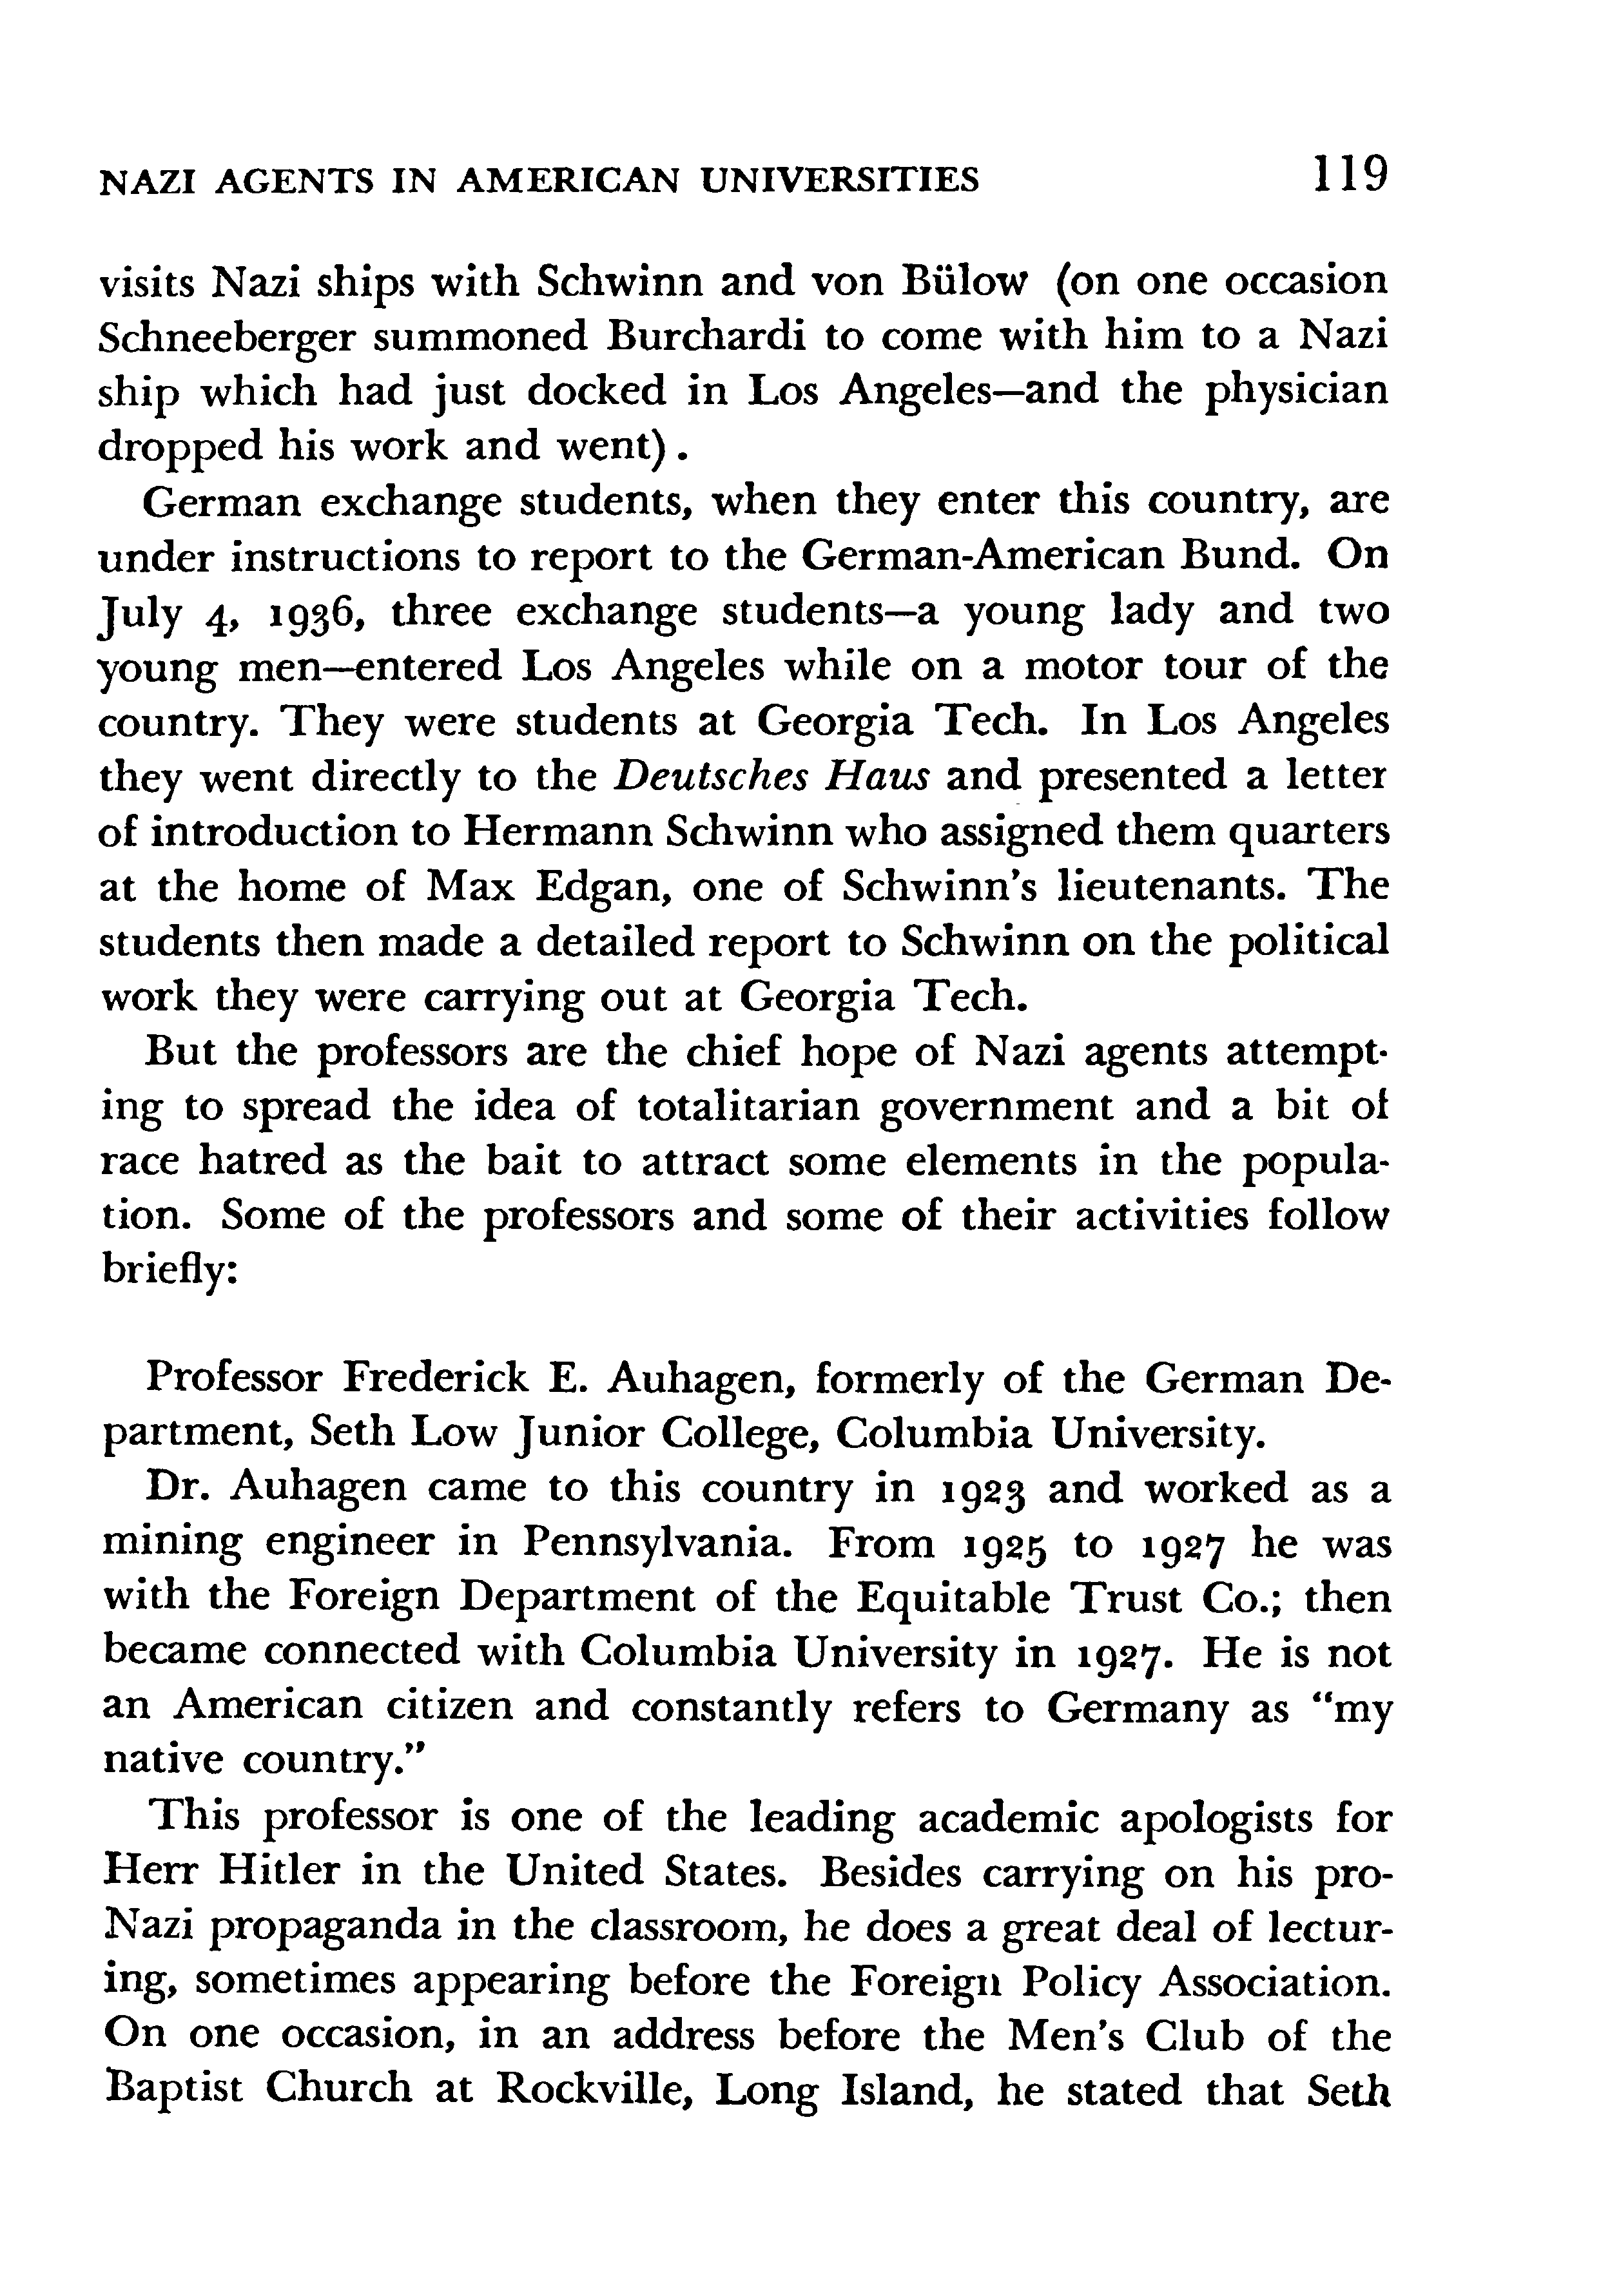 NAZI AGENTS IN AMERICAN UNIVERSITIES 119
visits Nazi ships with Schwinn and von Bülow (on one occasion
Schneeberger summoned Burchardi to come with him to a Nazi
ship which had just docked in Los Angeles—and the physician
dropped his work and went).
German exchange students, when they enter this country, are
under instructions to report to the German-American Bund. On
July 4, 1936, three exchange students—a young lady and two
young men—entered Los Angeles while on a motor tour of the
country. They were students at Georgia Tech. In Los Angeles
they went directly to the Deutsches Haus and presented a letter
of introduction to Hermann Schwinn who assigned them quarters
at the home of Max Edgan, one of Schwinn's lieutenants. The
students then made a detailed report to Schwinn on the political
work they were carrying out at Georgia Tech.
But the professors are the chief hope of Nazi agents attempt-
ing to spread the idea of totalitarian government and a bit of
race hatred as the bait to attract some elements in the popula-
tion. Some of the professors and some of their activities follow
briefly:
Professor Frederick E. Auhagen, formerly of the German De-
partment, Seth Low Junior College, Columbia University.
Dr. Auhagen came to this country in 1923 and worked as a
mining engineer in Pennsylvania. From 1925 to 1927 he was
with the Foreign Department of the Equitable Trust Co.; then
became connected with Columbia University in 1927. He is not
an American citizen and constantly refers to Germany as "my
native country."
This professor is one of the leading academic apologists for
Herr Hitler in the United States. Besides carrying on his pro-
Nazi propaganda in the classroom, he does a great deal of lectur-
ing, sometimes appearing before the Foreign Policy Association.
On one occasion, in an address before the Men's Club of the
Baptist Church at Rockville, Long Island, he stated that Seth